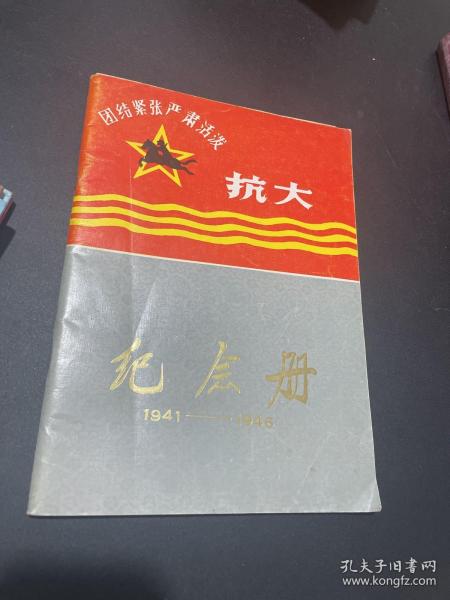 团结紧张严肃活泼
抗大
纪念册
1941——1946
孔夫子旧书网
www.kongfz.com